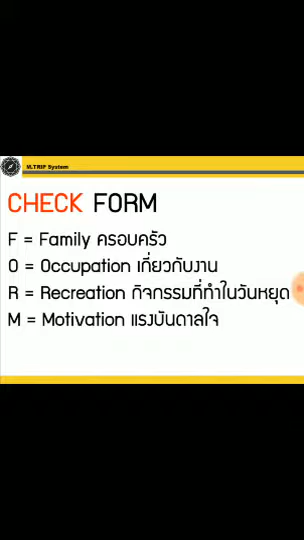 ULTRIF System
CHECK FORM
F = Family ครอบครัว
O = Occupation เกี่ยวกับงาน
R = Recreation กิจกรรมที่ทำในวันหยุด
M = Motivation แรงบันดาลใจ